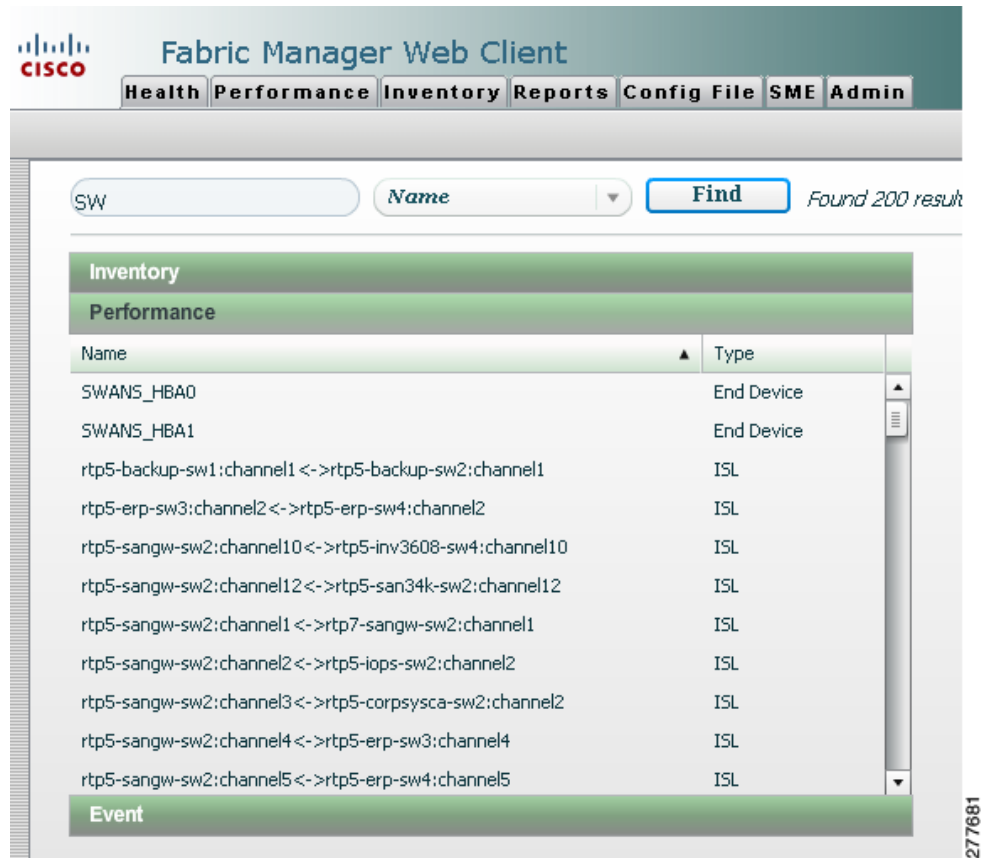 CISCO
Fabric Manager Web Client
Health Performance Inventory Reports Config File SME Admin
SW Name Find Found 200 result
Inventory
Performance
Name Type
SWANS_HBA0 End Device
SWANS_HBA1 End Device
rtp5-backup-sw1:channel1<->rtp5-backup-sw2:channel1 ISL
rtp5-erp-sw3:channel2<->rtp5-erp-sw4:channel2 ISL
rtp5-sangw-sw2:channel10<->rtp5-inv3608-sw4:channel10 ISL
rtp5-sangw-sw2:channel12<->rtp5-san34k-sw2:channel12 ISL
rtp5-sangw-sw2:channel1<->rtp7-sangw-sw2:channel1 ISL
rtp5-sangw-sw2:channel2<->rtp5-iops-sw2:channel2 ISL
rtp5-sangw-sw2:channel3<->rtp5-corpsysca-sw2:channel2 ISL
rtp5-sangw-sw2:channel4<->rtp5-erp-sw3:channel4 ISL
rtp5-sangw-sw2:channel5<->rtp5-erp-sw4:channel5 ISL
Event
277681